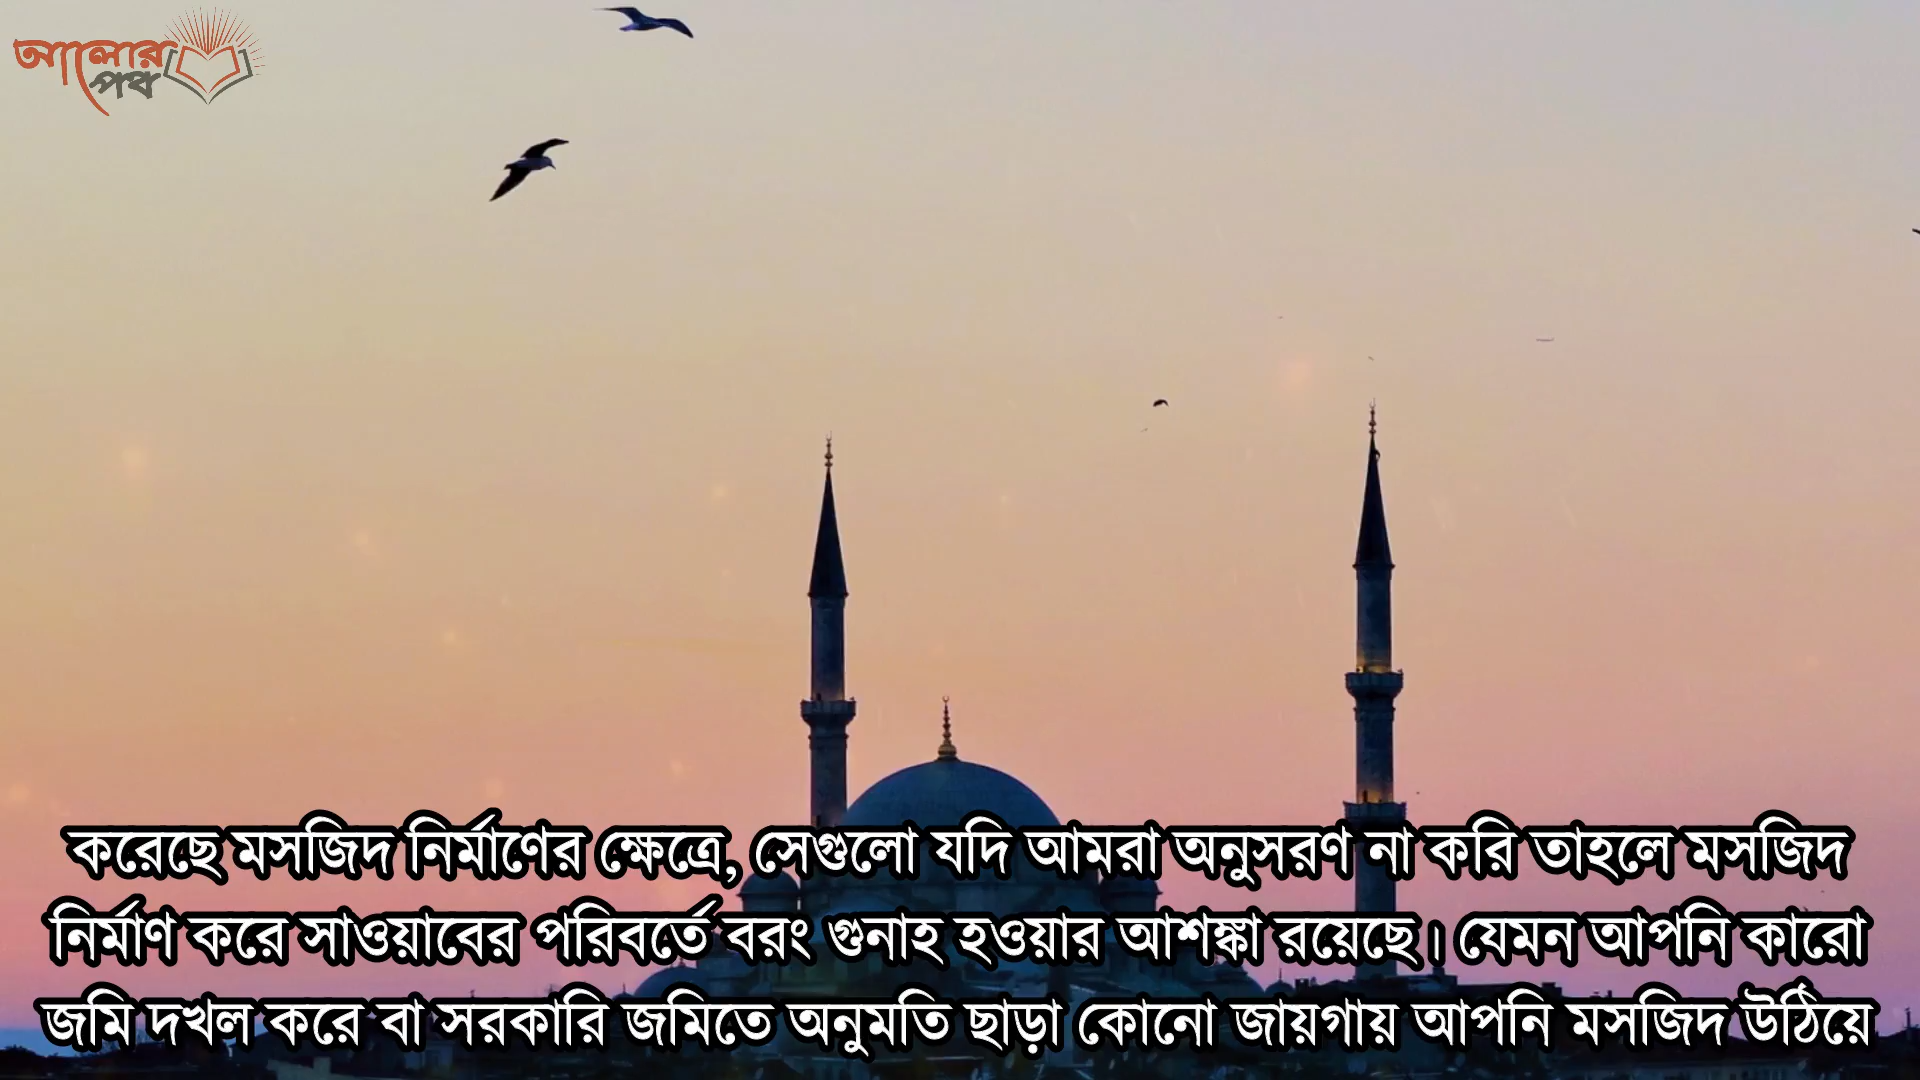 আলোর
পথ
করেছে মসজিদ নির্মাণের ক্ষেত্রে, সেগুলো যদি আমরা অনুসরণ না করি তাহলে মসজিদ
নির্মাণ করে সাওয়াবের পরিবর্তে বরং গুনাহ হওয়ার আশঙ্কা রয়েছে। যেমন আপনি কারো
জমি দখল করে বা সরকারি জমিতে অনুমতি ছাড়া কোনো জায়গায় আপনি মসজিদ উঠিয়ে